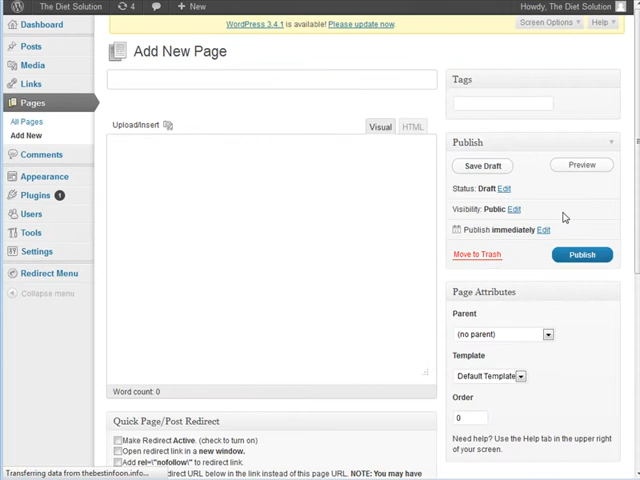 The Diet Solution 4 + New Howdy, The Diet Solution
WordPress 3.4.1 is available! Please update now.
Screen Options Help
Dashboard
Posts
Media
Links
Pages
All Pages
Add New
Comments
Appearance
Plugins 1
Users
Tools
Settings
Redirect Menu
Collapse menu
Add New Page
Upload/Insert
Visual HTML
Word count: 0
Quick Page/Post Redirect
Make Redirect Active. (check to turn on)
Open redirect link in a new window.
Add rel=\"nofollow\" to redirect link.
redirect URL below in the link instead of this page URL. NOTE: You may have
Tags
Publish
Save Draft Preview
Status: Draft Edit
Visibility: Public Edit
Publish immediately Edit
Move to Trash Publish
Page Attributes
Parent
(no parent)
Template
Default Template
Order
0
Need help? Use the Help tab in the upper right
of your screen.
Transferring data from thebestinfoon.info...